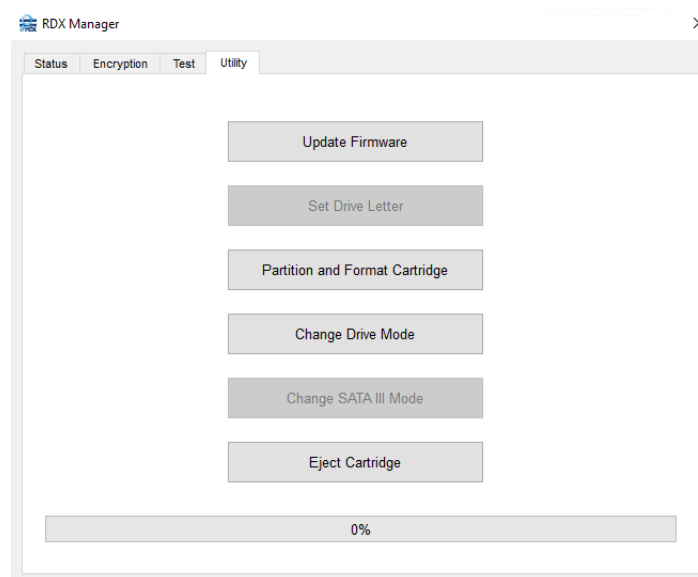 RDX Manager
Status Encryption Test Utility
Update Firmware
Set Drive Letter
Partition and Format Cartridge
Change Drive Mode
Change SATA III Mode
Eject Cartridge
0%